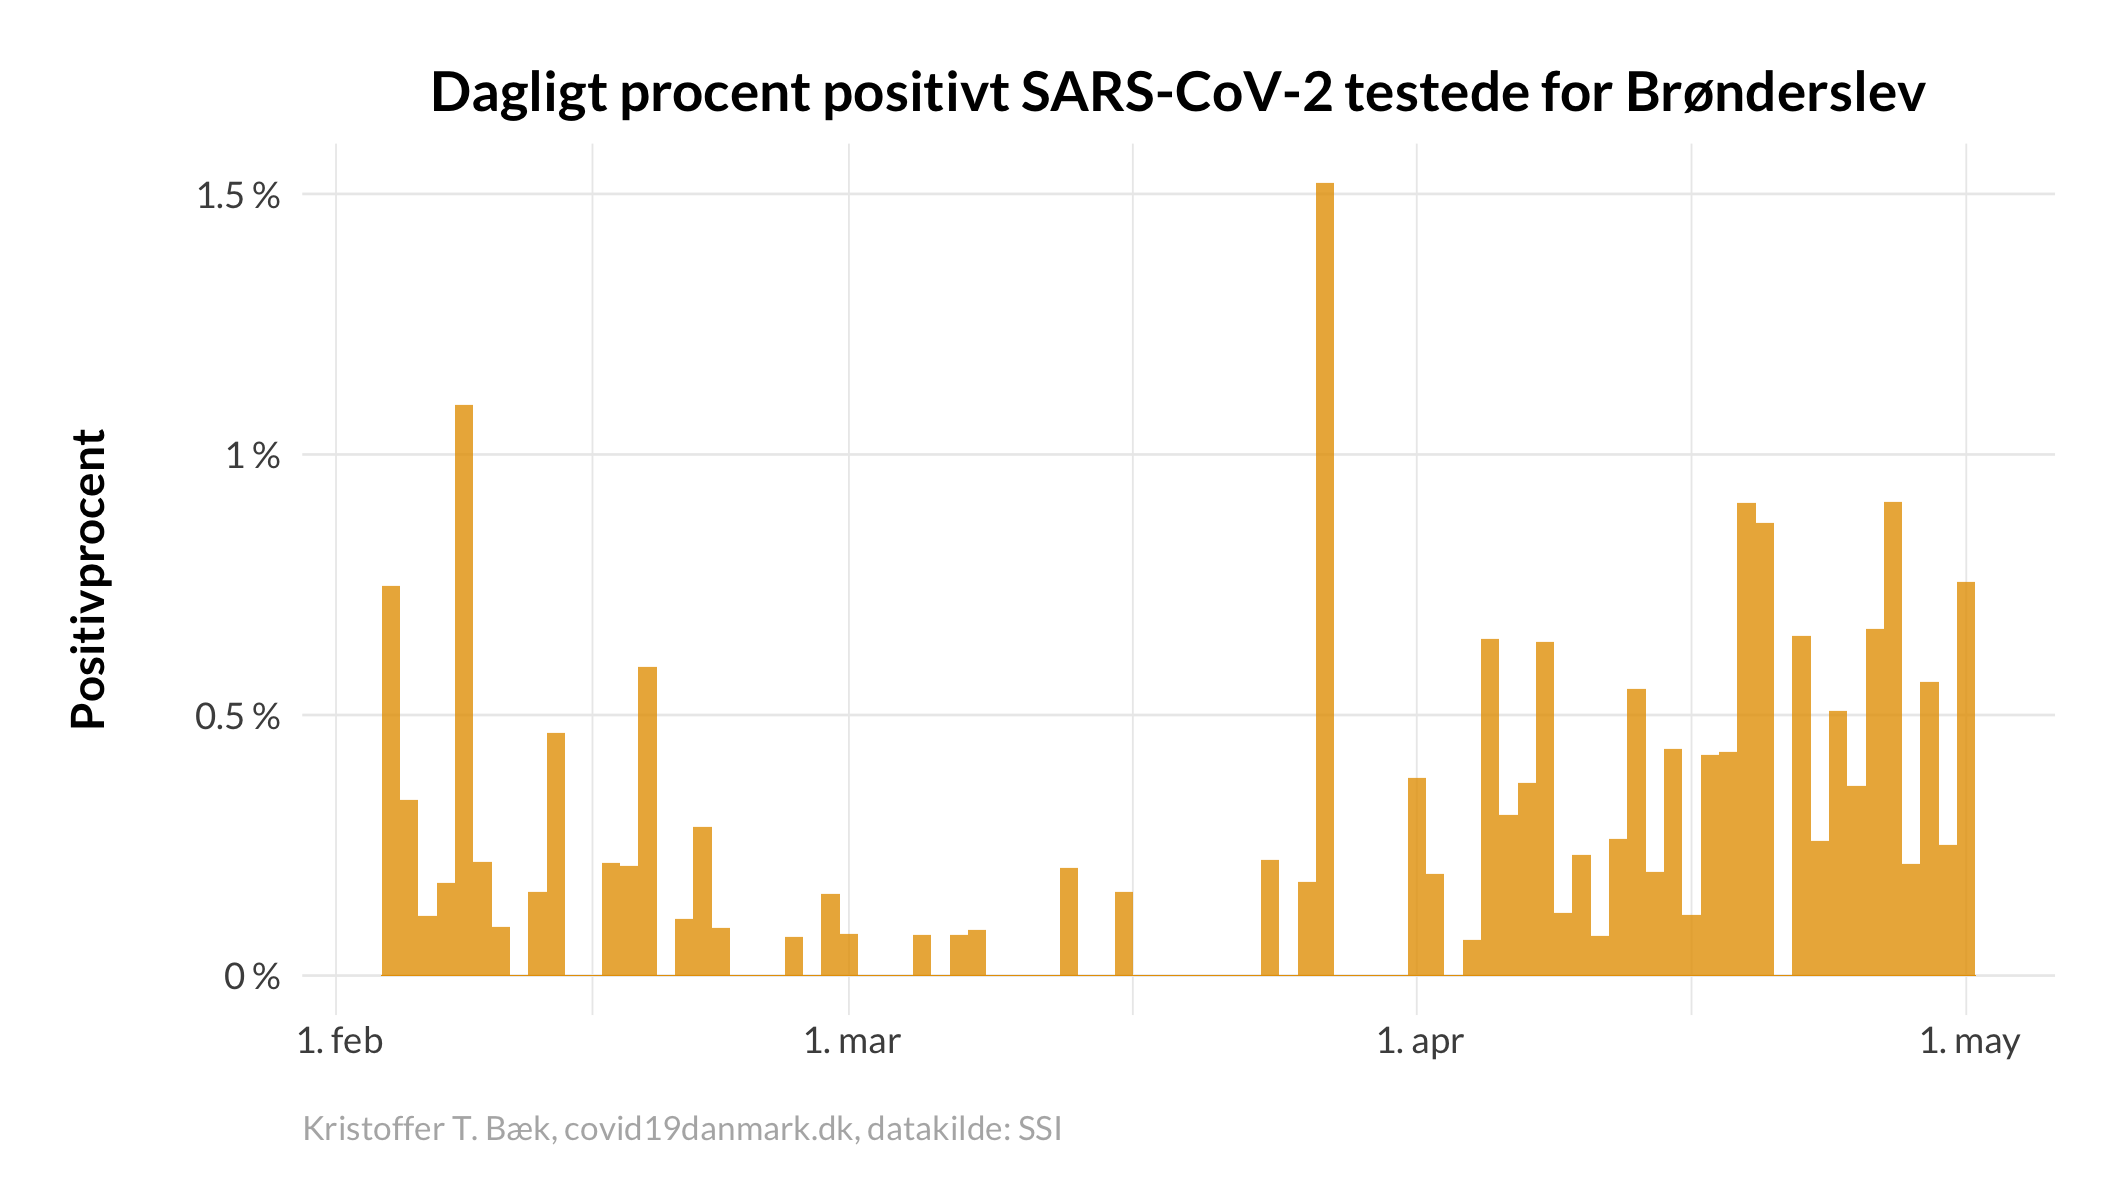 Dagligt procent positivt SARS-CoV-2 testede for Brønderslev
Positivprocent
1.5 %
1 %
0.5 %
0 %
1. feb
1. mar
1. apr
1. may
Kristoffer T. Bæk, covid19danmark.dk, datakilde: SSI